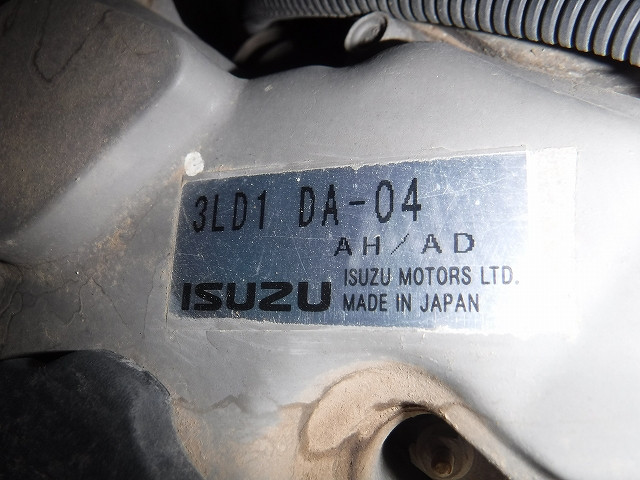 3LD1 DA-04
AH/AD
ISUZU MOTORS LTD.
ISUZU MADE IN JAPAN